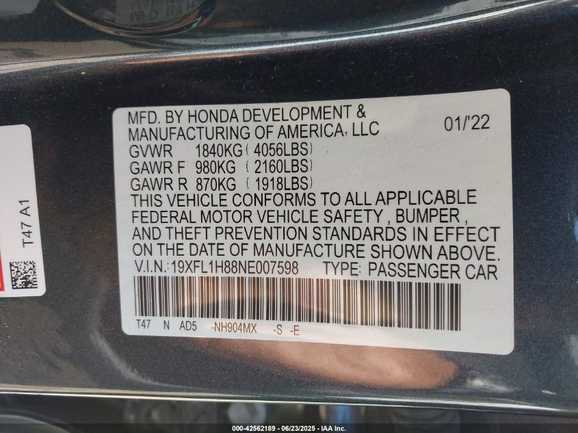 MFD. BY HONDA DEVELOPMENT &
MANUFACTURING OF AMERICA, LLC 01/'22
GVWR 1840KG (4056LBS)
GAWR F 980KG (2160LBS)
GAWR R 870KG (1918LBS)
THIS VEHICLE CONFORMS TO ALL APPLICABLE
FEDERAL MOTOR VEHICLE SAFETY, BUMPER,
AND THEFT PREVENTION STANDARDS IN EFFECT
ON THE DATE OF MANUFACTURE SHOWN ABOVE.
V.I.N.: 19XFL1H88NE007598 TYPE: PASSENGER CAR
T47 N AD5 -NH904MX -S -E
T47 A1
000-42562189 - 06/23/2025 - IAA Inc.